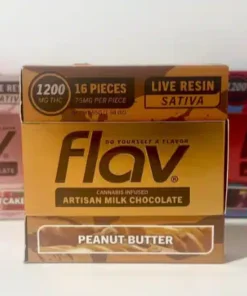 1200
MG THC
16 PIECES
75MG PER PIECE
LIVE RESIN
SATIVA
DO YOURSELF A FLAVOR
flav®
CANNABIS INFUSED
ARTISAN MILK CHOCOLATE
PEANUT BUTTER